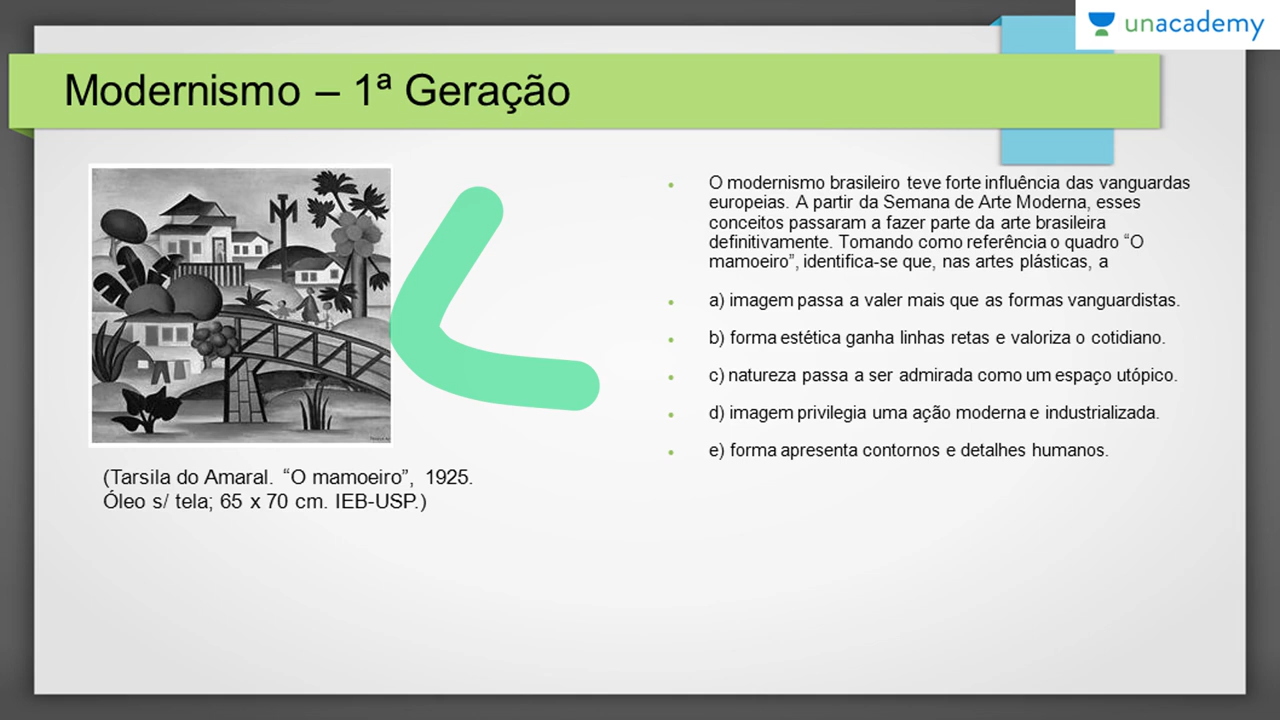 unacademy
Modernismo – 1ª Geração
O modernismo brasileiro teve forte influência das vanguardas
europeias. A partir da Semana de Arte Moderna, esses
conceitos passaram a fazer parte da arte brasileira
definitivamente. Tomando como referência o quadro “O
mamoeiro”, identifica-se que, nas artes plásticas, a
a) imagem passa a valer mais que as formas vanguardistas.
b) forma estética ganha linhas retas e valoriza o cotidiano.
c) natureza passa a ser admirada como um espaço utópico.
d) imagem privilegia uma ação moderna e industrializada.
e) forma apresenta contornos e detalhes humanos.
(Tarsila do Amaral. “O mamoeiro”, 1925.
Óleo s/ tela; 65 x 70 cm. IEB-USP.)